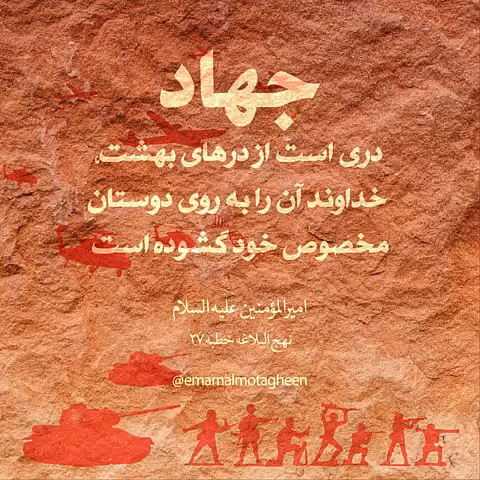 جهاد
دری است از درهای بهشت،
خداوند آن را به روی دوستان
مخصوص خود گشوده است
امیرالمؤمنین علیه السلام
نهج البلاغه خطبه ۲۷
@emamalmotagheen